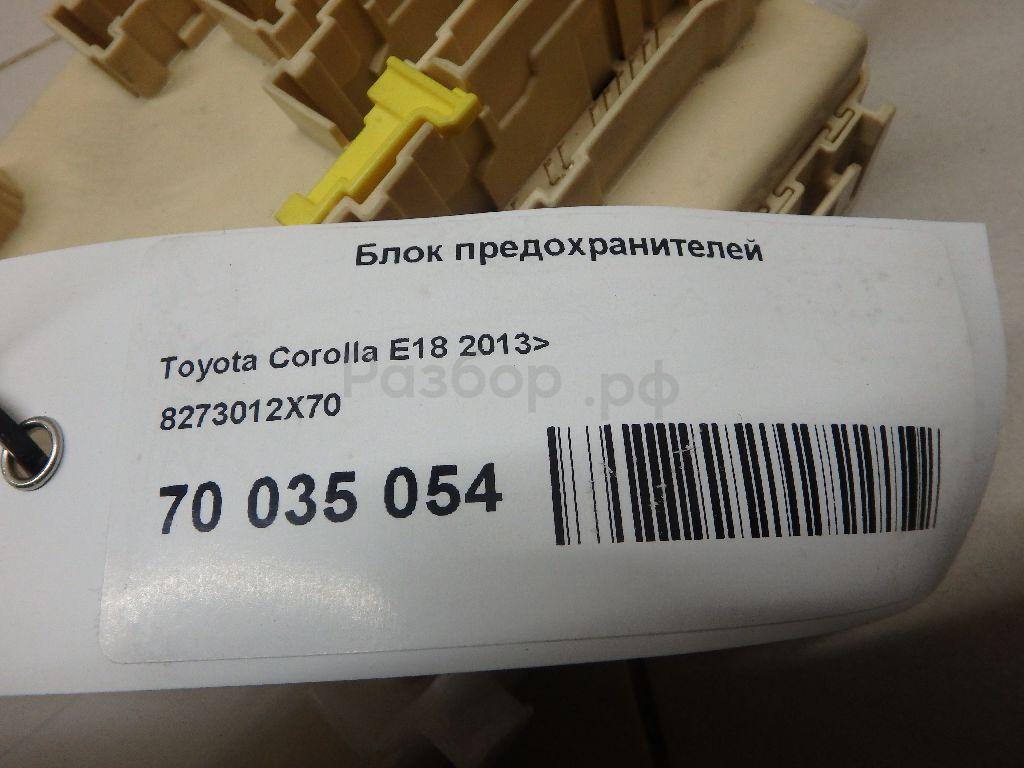 Блок предохранителей
Toyota Corolla E18 2013>
Разбор.рф
8273012X70
70 035 054